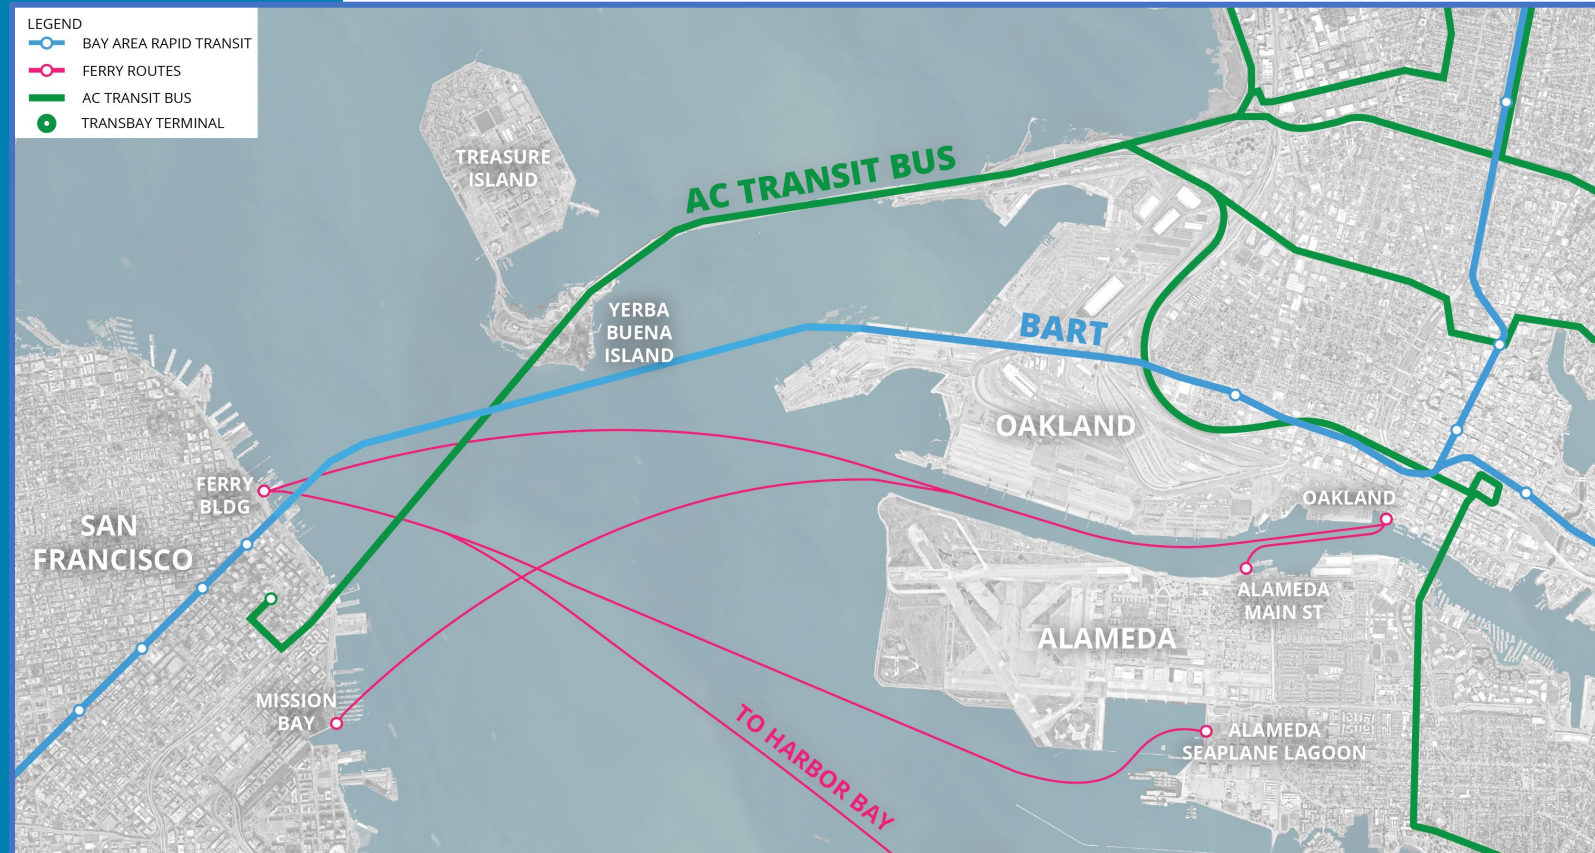 LEGEND
BAY AREA RAPID TRANSIT
FERRY ROUTES
AC TRANSIT BUS
TRANSBAY TERMINAL
TREASURE
ISLAND
AC TRANSIT BUS
YERBA
BUENA
ISLAND
BART
OAKLAND
FERRY
BLDG
SAN
FRANCISCO
OAKLAND
ALAMEDA
MAIN ST
ALAMEDA
MISSION
BAY
TO HARBOR BAY
ALAMEDA
SEAPLANE LAGOON